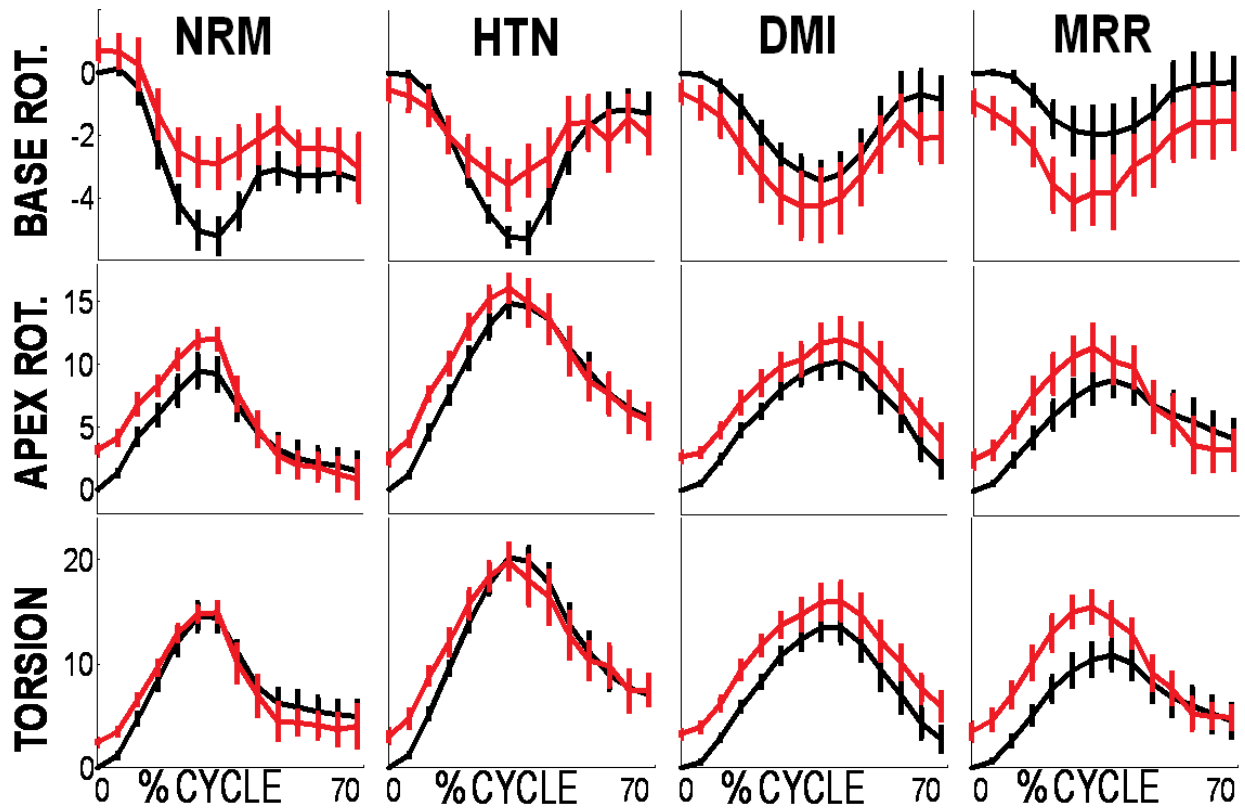 NRM HTN DMI MRR
BASE ROT.
0
-2
-4
APEX ROT.
15
10
5
0
TORSION
20
10
0
0 % CYCLE 70 0 % CYCLE 70 0 % CYCLE 70 0 % CYCLE 70